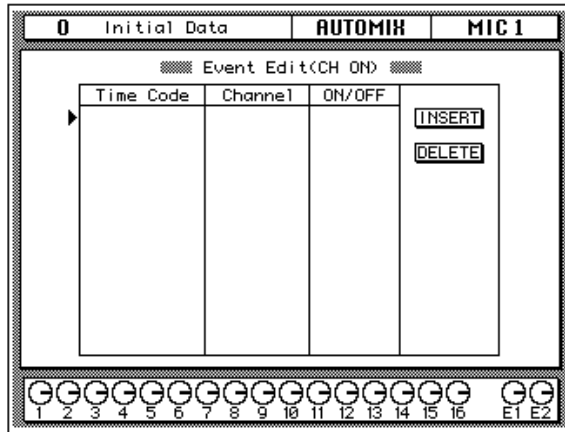 0 Initial Data AUTOMIX MIC 1
Event Edit(CH ON)
Time Code Channel ON/OFF
INSERT
DELETE
1 2 3 4 5 6 7 8 9 10 11 12 13 14 15 16 E1 E2